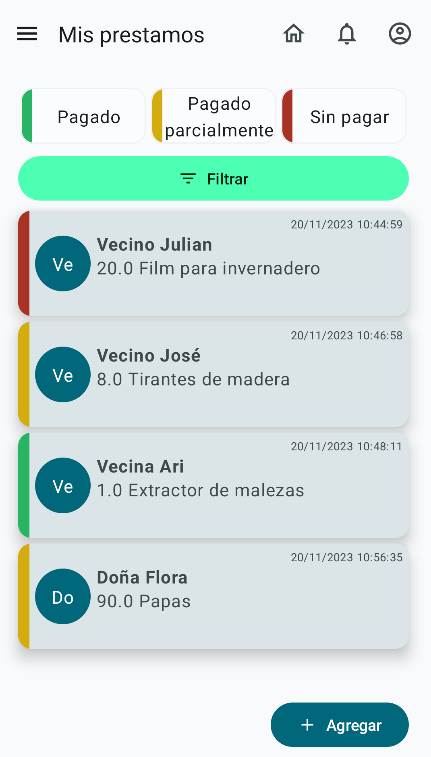 Mis prestamos
Pagado
Pagado
parcialmente
Sin pagar
Filtrar
20/11/2023 10:44:59
Ve
Vecino Julian
20.0 Film para invernadero
20/11/2023 10:46:58
Ve
Vecino José
8.0 Tirantes de madera
20/11/2023 10:48:11
Ve
Vecina Ari
1.0 Extractor de malezas
20/11/2023 10:56:35
Do
Doña Flora
90.0 Papas
Agregar